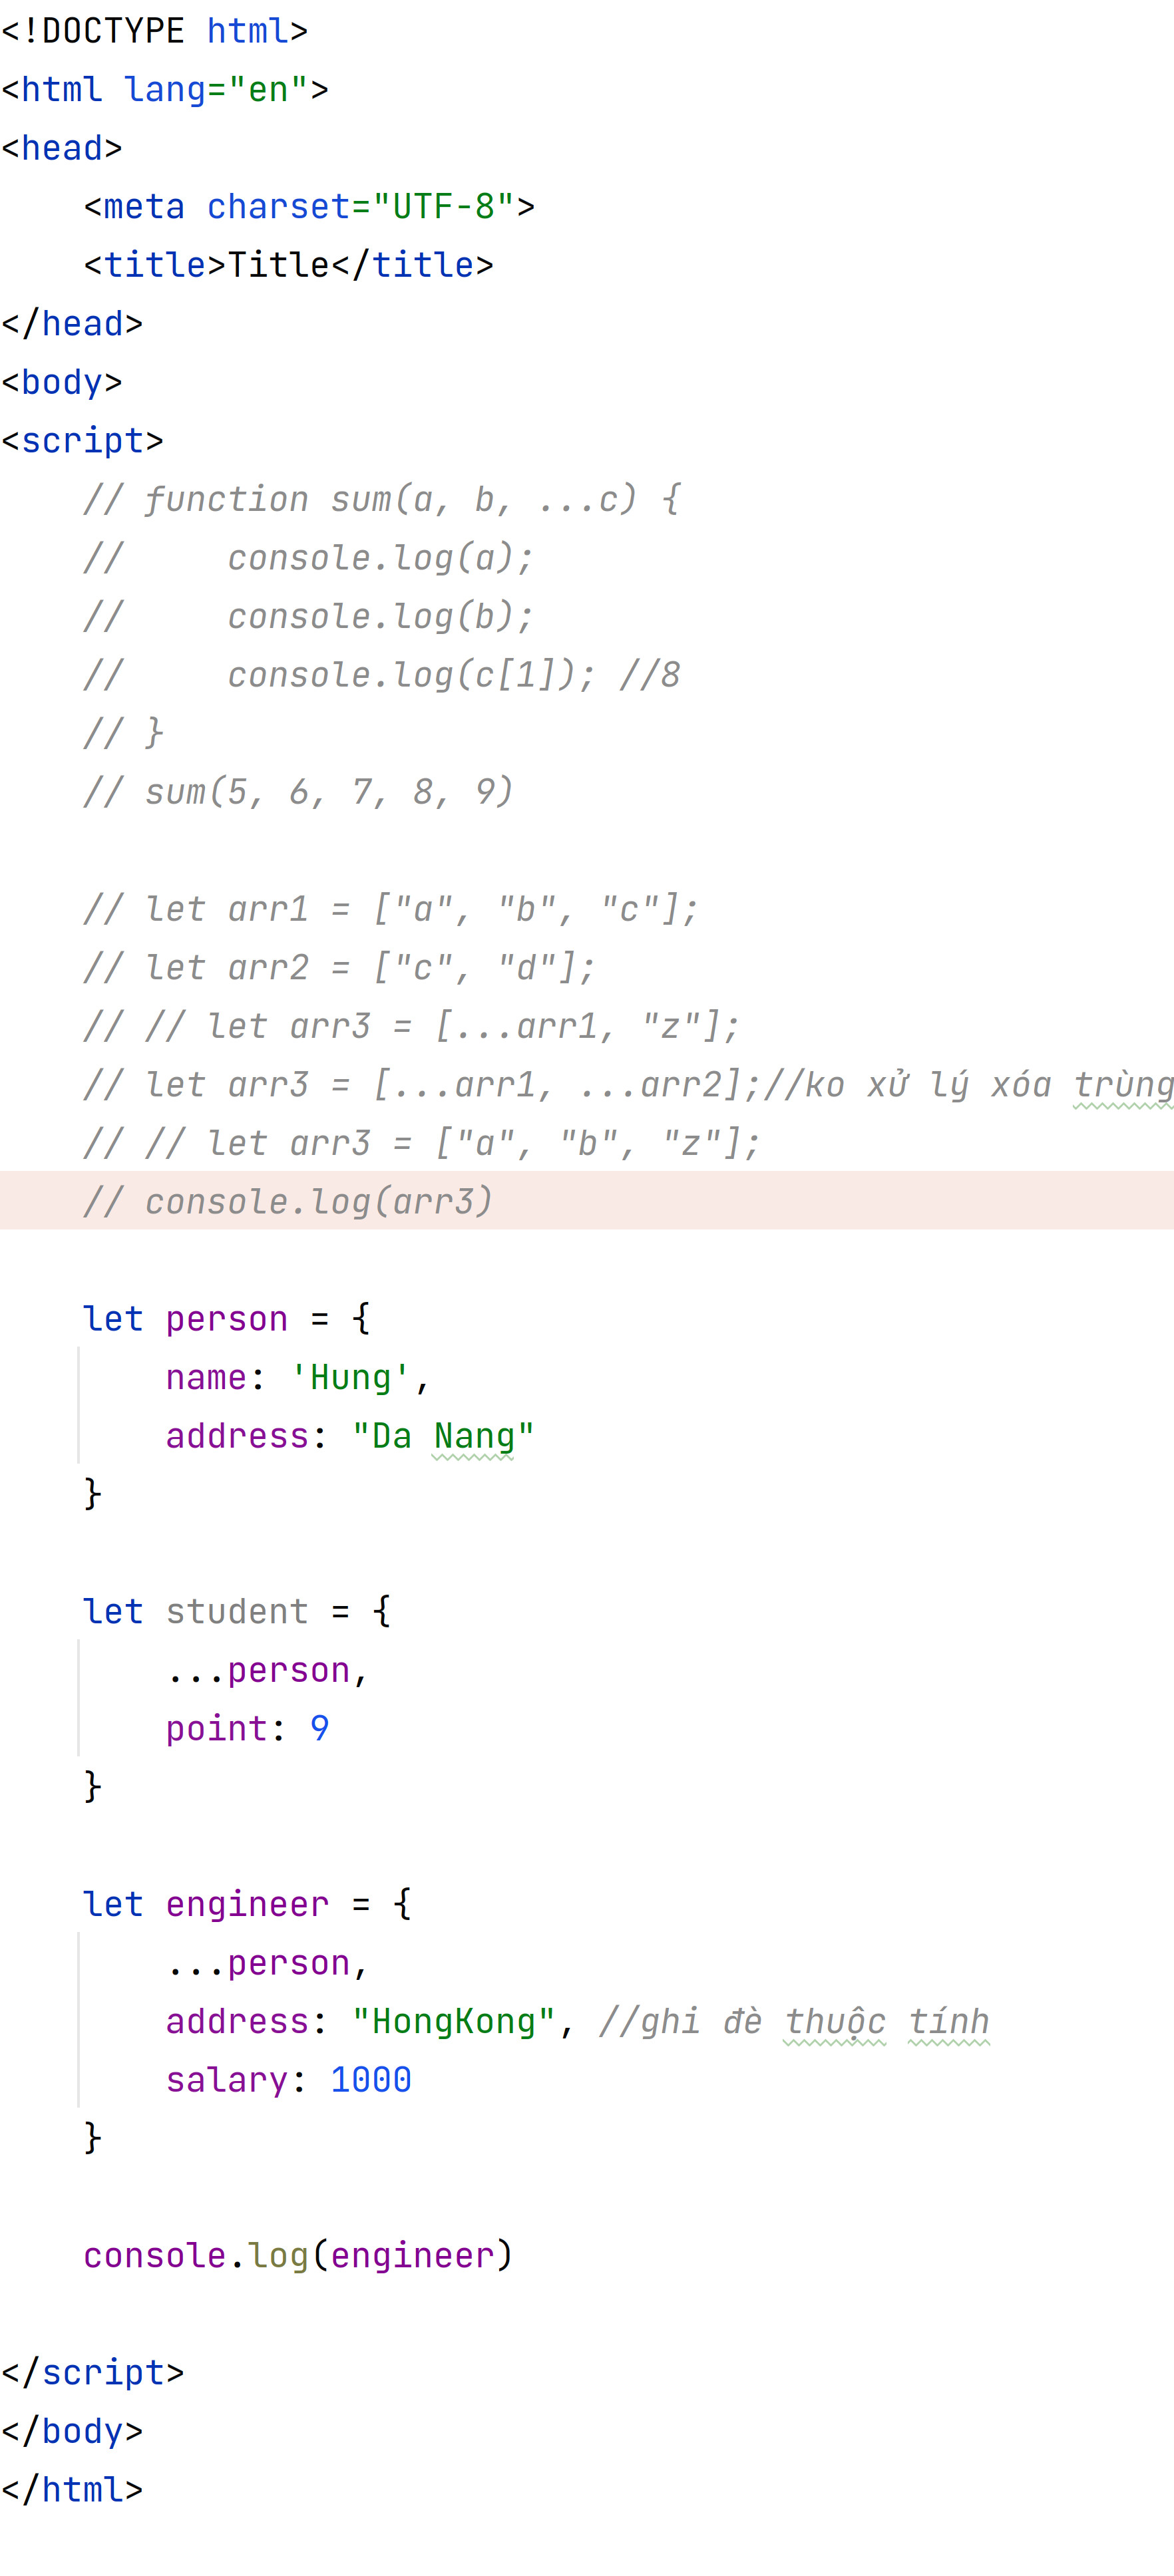 <!DOCTYPE html>
<html lang="en">
<head>
    <meta charset="UTF-8">
    <title>Title</title>
</head>
<body>
<script>
    // function sum(a, b, ...c) {
    //     console.log(a);
    //     console.log(b);
    //     console.log(c[1]); //8
    // }
    // sum(5, 6, 7, 8, 9)

    // let arr1 = ["a", "b", "c"];
    // let arr2 = ["c", "d"];
    // // let arr3 = [...arr1, "z"];
    // let arr3 = [...arr1, ...arr2];//ko xử lý xóa trùng
    // // let arr3 = ["a", "b", "z"];
    // console.log(arr3)

    let person = {
        name: 'Hung',
        address: "Da Nang"
    }

    let student = {
        ...person,
        point: 9
    }

    let engineer = {
        ...person,
        address: "HongKong", //ghi đè thuộc tính
        salary: 1000
    }

    console.log(engineer)

</script>
</body>
</html>